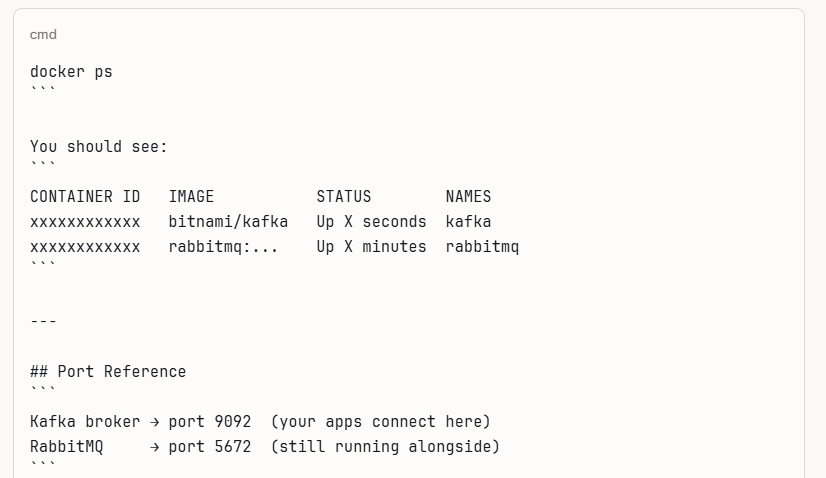 cmd
docker ps
```
You should see:
```
CONTAINER ID   IMAGE           STATUS        NAMES
xxxxxxxxxxxx   bitnami/kafka   Up X seconds  kafka
xxxxxxxxxxxx   rabbitmq:...    Up X minutes  rabbitmq
```
---
## Port Reference
```
Kafka broker → port 9092  (your apps connect here)
RabbitMQ     → port 5672  (still running alongside)
```